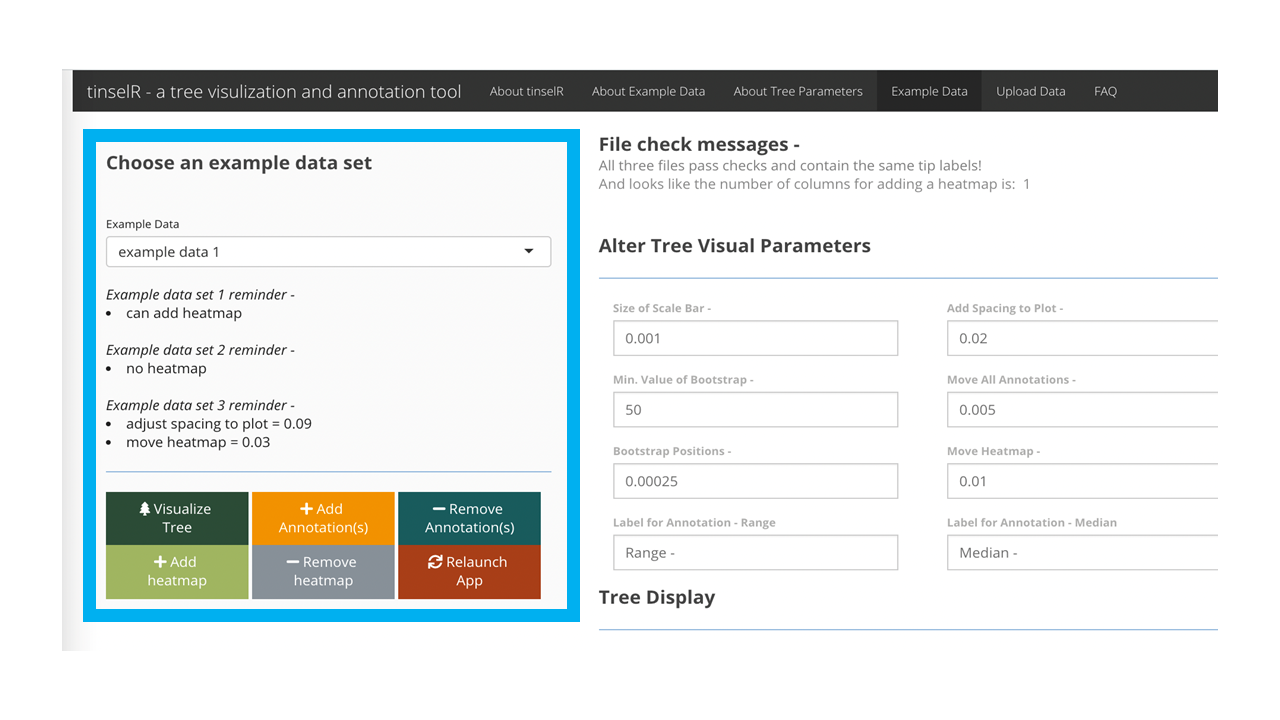 tinselR - a tree visulization and annotation tool
About tinselR
About Example Data
About Tree Parameters
Example Data
Upload Data
FAQ
Choose an example data set
Example Data
example data 1
Example data set 1 reminder -
• can add heatmap
Example data set 2 reminder -
• no heatmap
Example data set 3 reminder -
• adjust spacing to plot = 0.09
• move heatmap = 0.03
Visualize
Tree
Add
Annotation(s)
Remove
Annotation(s)
Add
heatmap
Remove
heatmap
Relaunch
App
File check messages -
All three files pass checks and contain the same tip labels!
And looks like the number of columns for adding a heatmap is: 1
Alter Tree Visual Parameters
Size of Scale Bar -
0.001
Add Spacing to Plot -
0.02
Min. Value of Bootstrap -
50
Move All Annotations -
0.005
Bootstrap Positions -
0.00025
Move Heatmap -
0.01
Label for Annotation - Range
Range -
Label for Annotation - Median
Median -
Tree Display